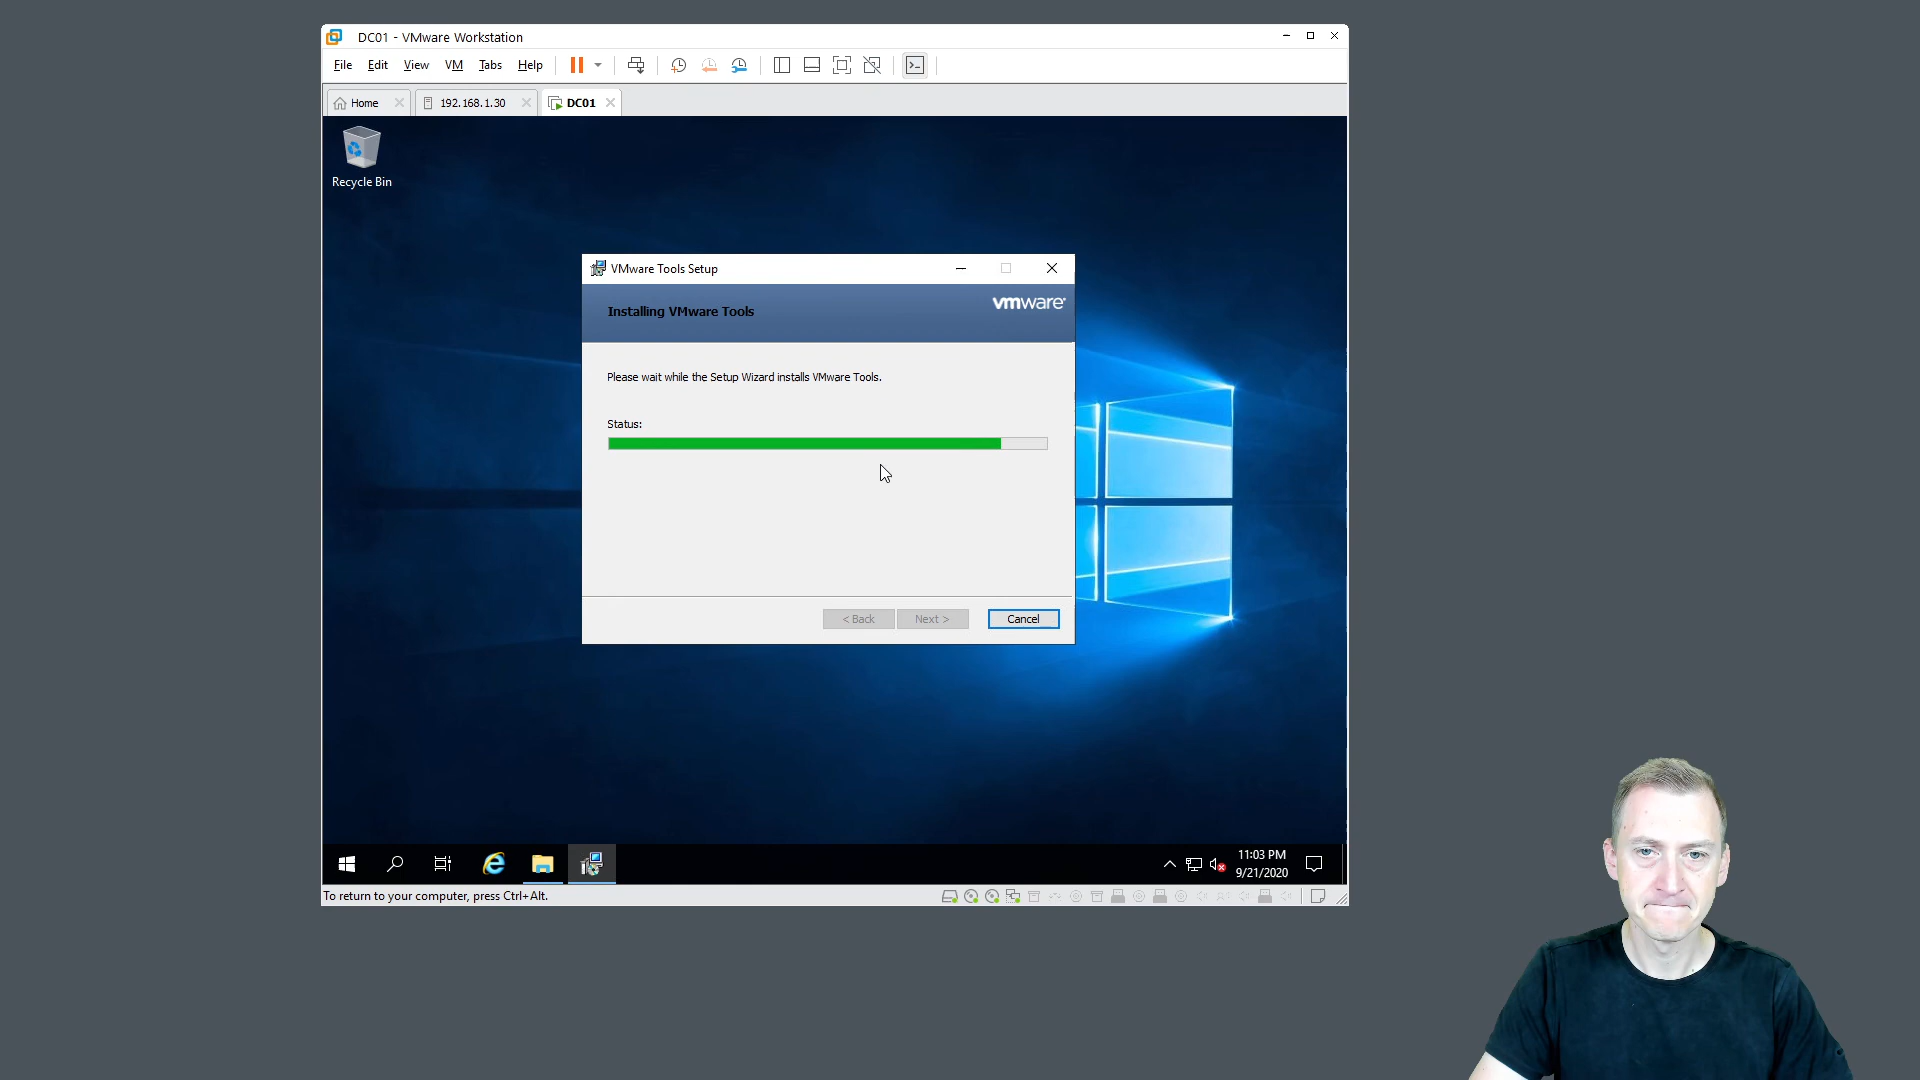 DC01 - VMware Workstation
File Edit View VM Tabs Help
Home 192.168.1.30 DC01
Recycle Bin
VMware Tools Setup
Installing VMware Tools
vmware
Please wait while the Setup Wizard installs VMware Tools.
Status:
< Back Next > Cancel
11:03 PM
9/21/2020
To return to your computer, press Ctrl+Alt.